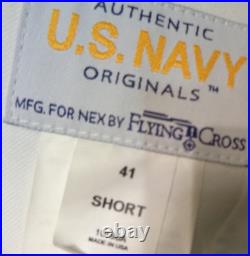 AUTHENTIC
U.S. NAVY
ORIGINALS™
MFG. FOR NEX BY FLYING CROSS
41
SHORT
MADE IN USA